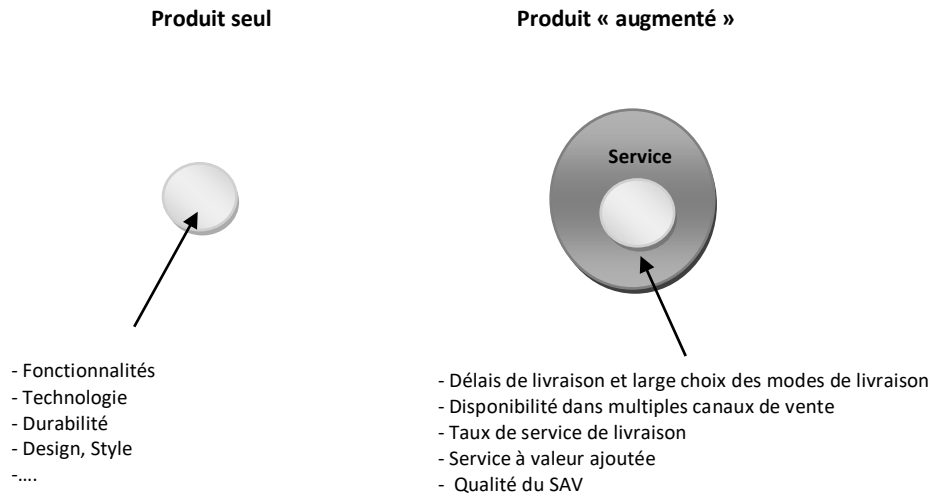 Produit seul
Produit « augmenté »
Service
- Fonctionnalités
- Technologie
- Durabilité
- Design, Style
-….
- Délais de livraison et large choix des modes de livraison
- Disponibilité dans multiples canaux de vente
- Taux de service de livraison
- Service à valeur ajoutée
- Qualité du SAV